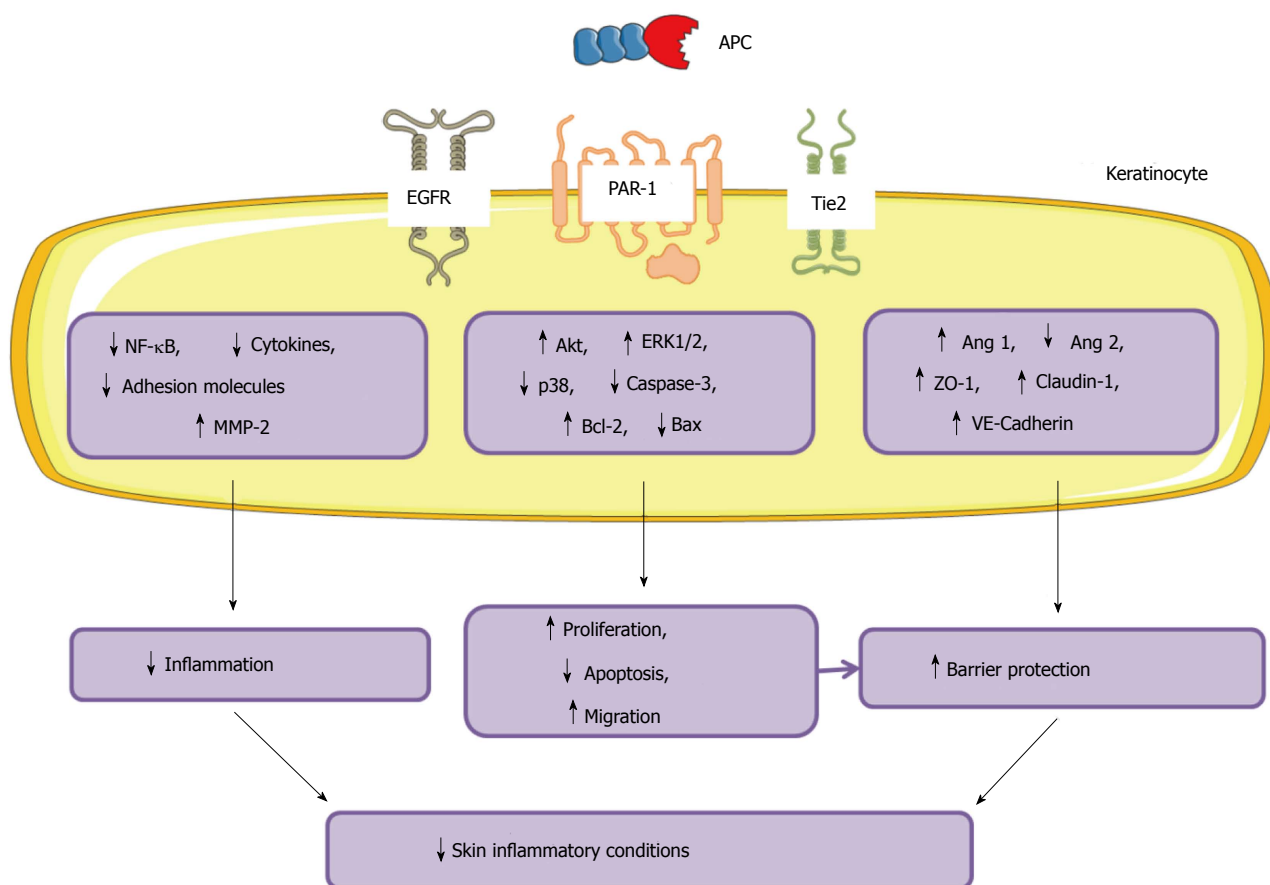 APC
Keratinocyte
EGFR
PAR-1
Tie2
↓ NF-κB, ↓ Cytokines,
↓ Adhesion molecules
↑ MMP-2
↑ Akt, ↑ ERK1/2,
↓ p38, ↓ Caspase-3,
↑ Bcl-2, ↓ Bax
↑ Ang 1, ↓ Ang 2,
↑ ZO-1, ↑ Claudin-1,
↑ VE-Cadherin
↓ Inflammation
↑ Proliferation,
↓ Apoptosis,
↑ Migration
↑ Barrier protection
↓ Skin inflammatory conditions